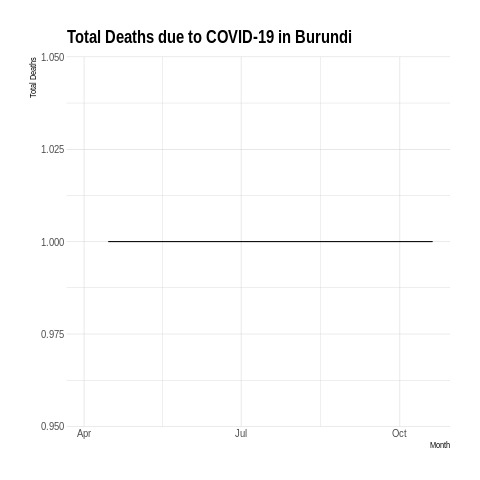 Total Deaths due to COVID-19 in Burundi
Total Deaths
1.050
1.025
1.000
0.975
0.950
Apr Jul Oct
Month